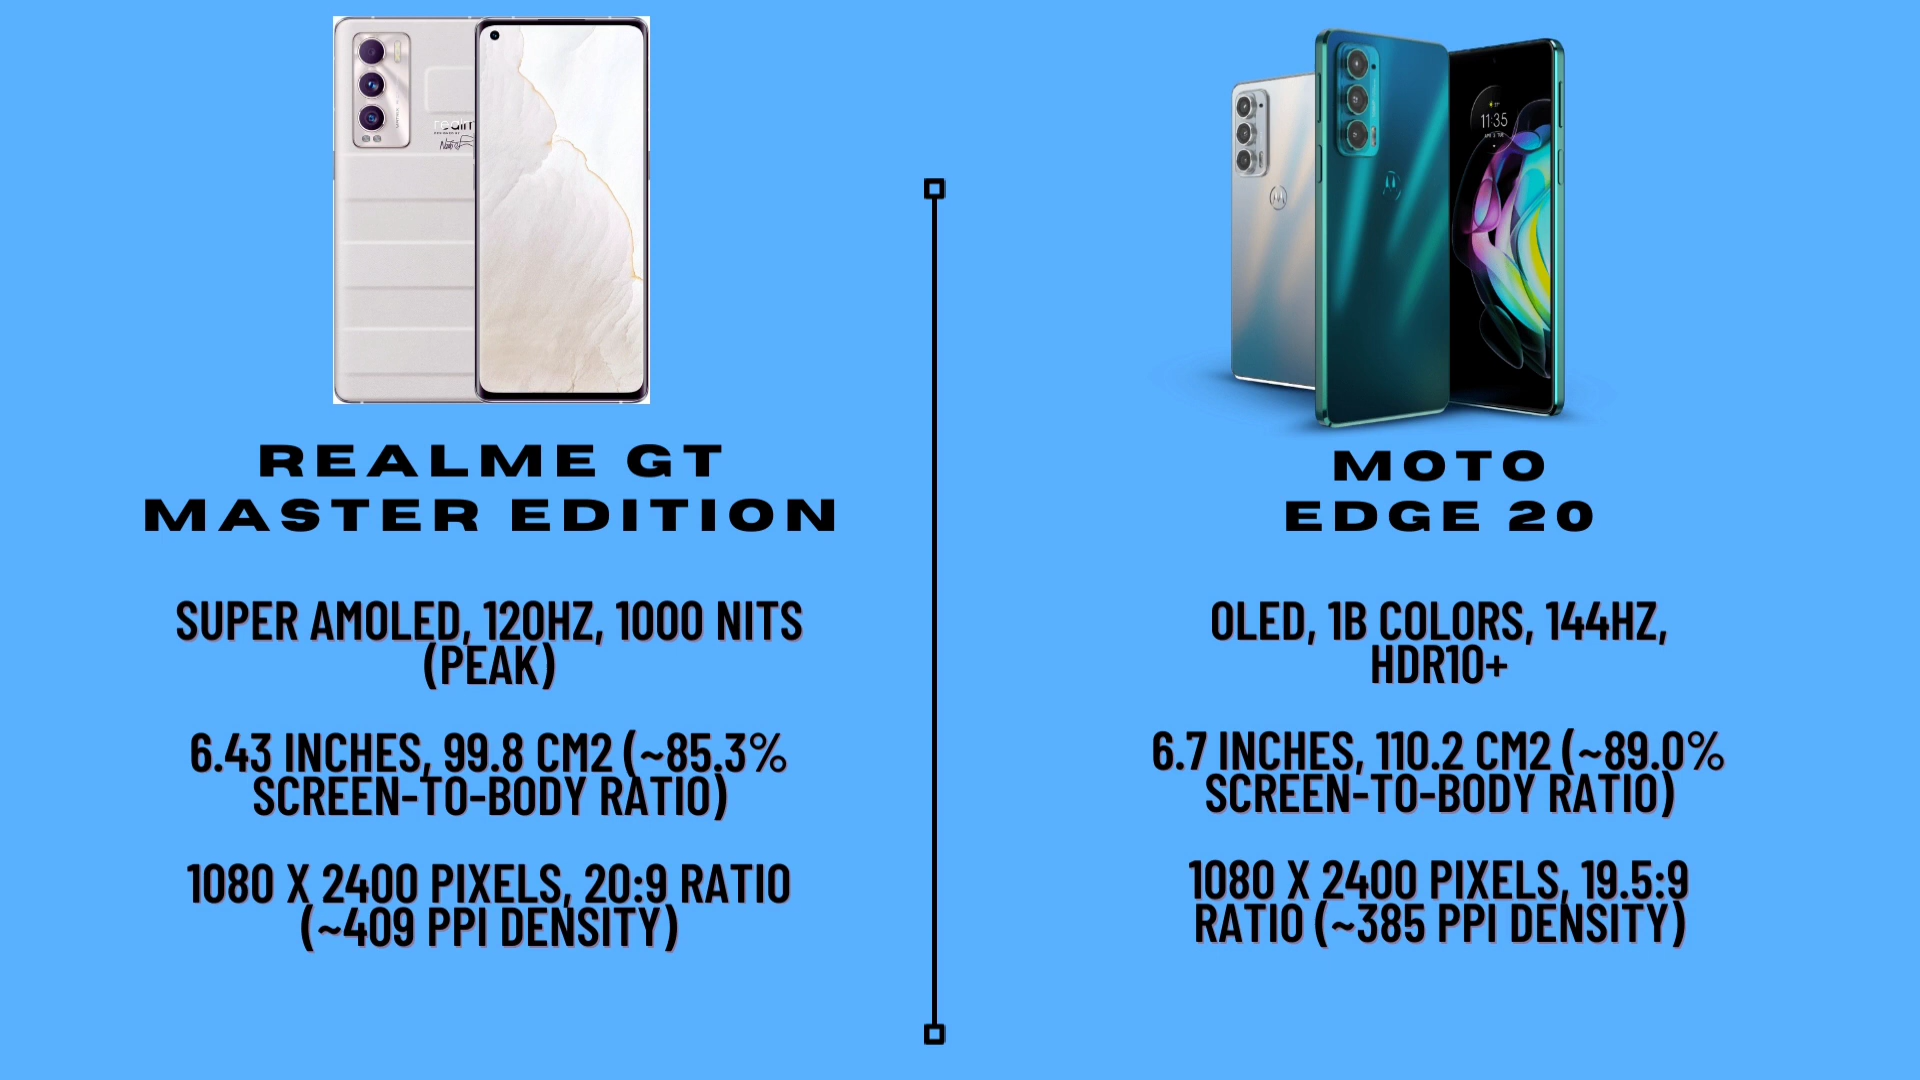 realm
11:35
REALME GT
MASTER EDITION
SUPER AMOLED, 120HZ, 1000 NITS
(PEAK)
6.43 INCHES, 99.8 CM2 (~85.3%
SCREEN-TO-BODY RATIO)
1080 X 2400 PIXELS, 20:9 RATIO
(~409 PPI DENSITY)
MOTO
EDGE 20
OLED, 1B COLORS, 144HZ,
HDR10+
6.7 INCHES, 110.2 CM2 (~89.0%
SCREEN-TO-BODY RATIO)
1080 X 2400 PIXELS, 19.5:9
RATIO (~385 PPI DENSITY)